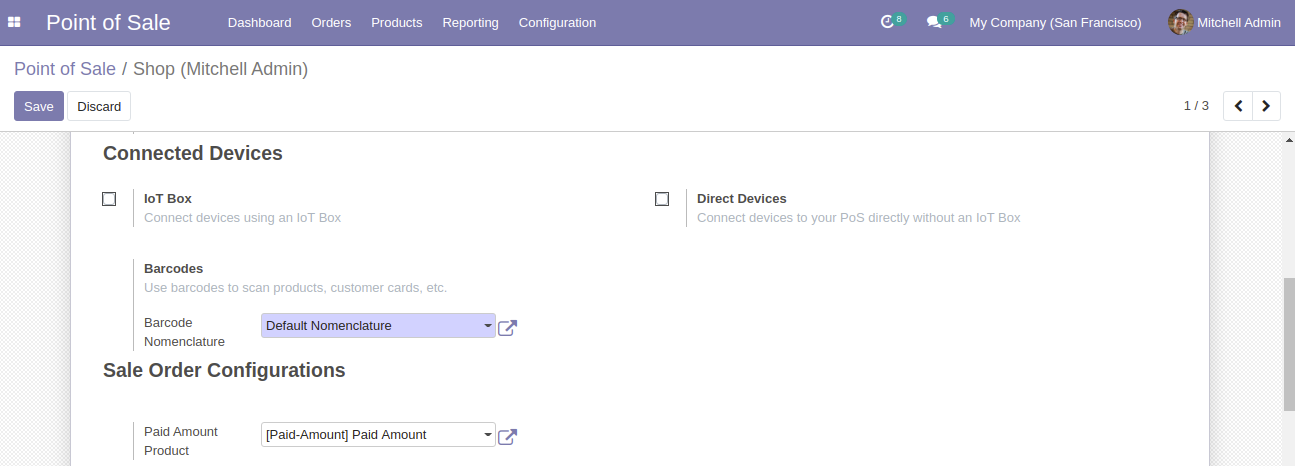 Point of Sale Dashboard Orders Products Reporting Configuration 8 6 My Company (San Francisco) Mitchell Admin
Point of Sale / Shop (Mitchell Admin)
Save Discard 1 / 3
Connected Devices
IoT Box
Connect devices using an IoT Box
Direct Devices
Connect devices to your PoS directly without an IoT Box
Barcodes
Use barcodes to scan products, customer cards, etc.
Barcode
Nomenclature
Default Nomenclature
Sale Order Configurations
Paid Amount
Product
[Paid-Amount] Paid Amount